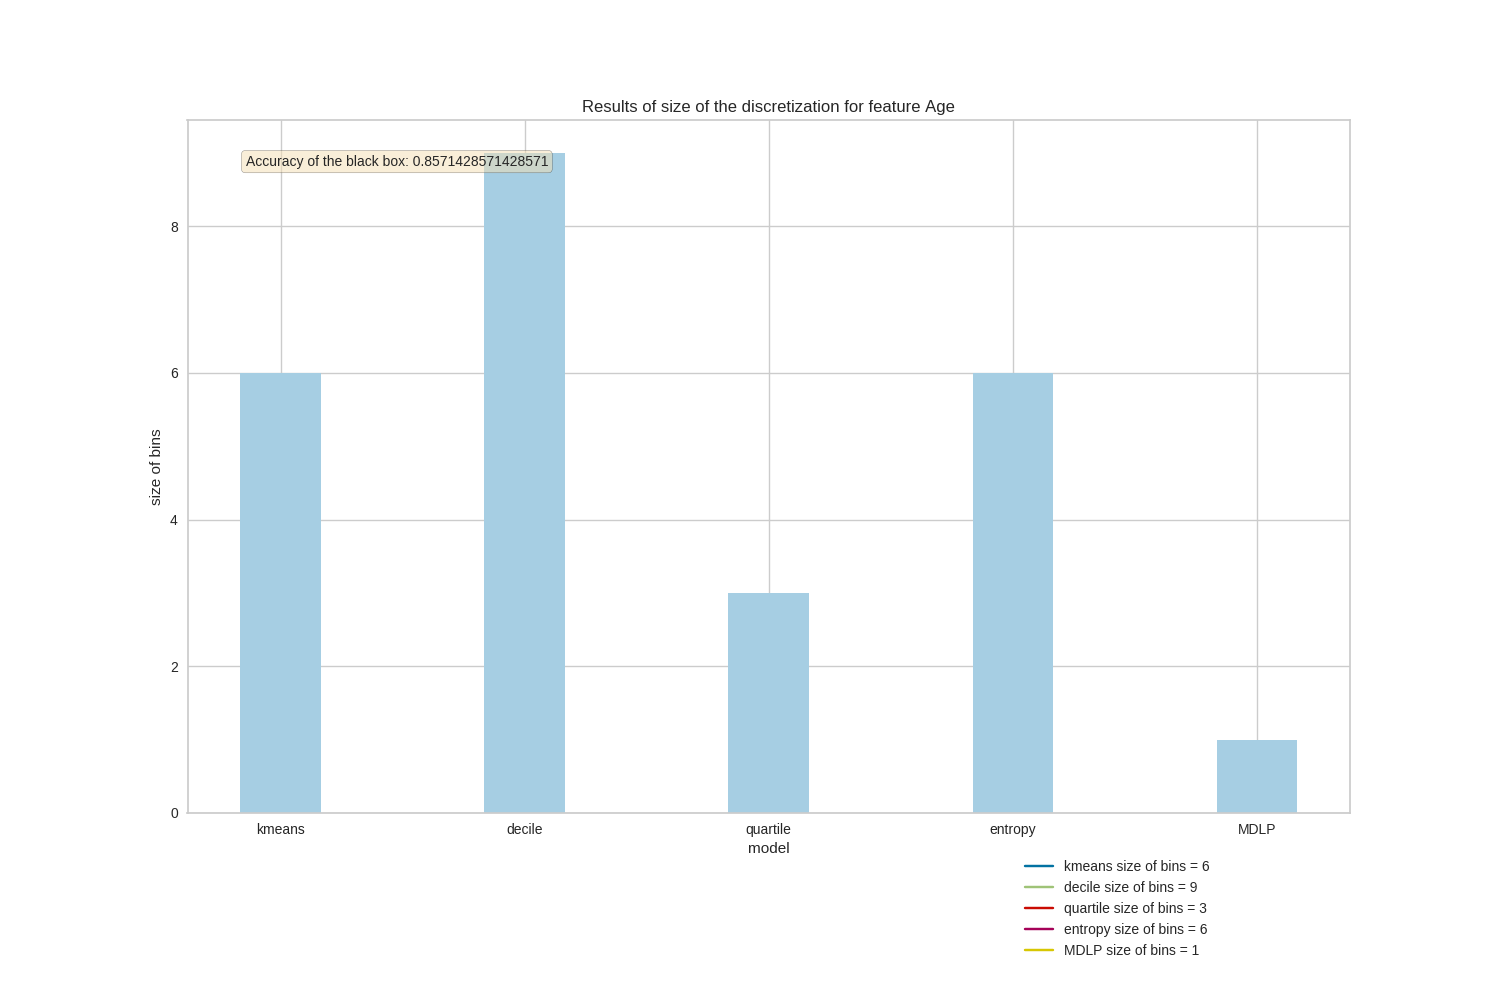 Results of size of the discretization for feature Age
Accuracy of the black box: 0.8571428571428571
8
6
4
2
0
size of bins
kmeans decile quartile entropy MDLP
model
kmeans size of bins = 6
decile size of bins = 9
quartile size of bins = 3
entropy size of bins = 6
MDLP size of bins = 1